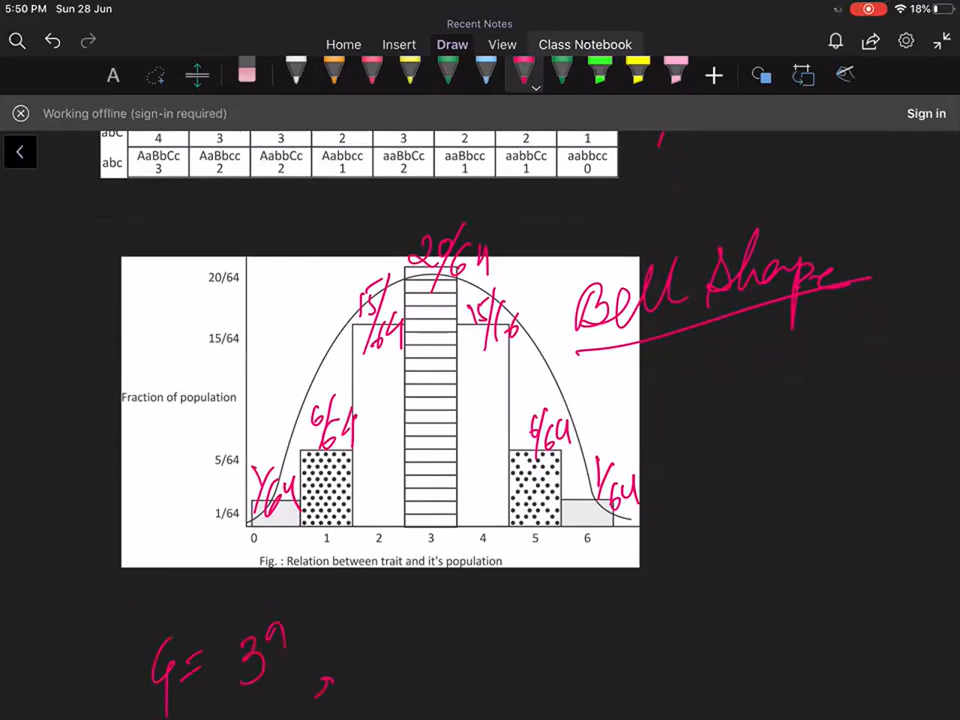 5:50 PM Sun 28 Jun
Recent Notes
18%
Home Insert Draw View Class Notebook
A
Working offline (sign-in required) Sign in
abC 4 3 3 2 3 2 2 1
abc AaBbCc AaBbcc AabbCc Aabbcc aaBbCc aaBbcc aabbCc aabbcc
3 2 2 1 2 1 1 0
20/64
20/64
Bell Shape
15/64
15/16
15/64
Fraction of population
6/64
6/64
5/64
1/64
1/64
1/64
0 1 2 3 4 5 6
Fig. : Relation between trait and it's population
G = 3n ,